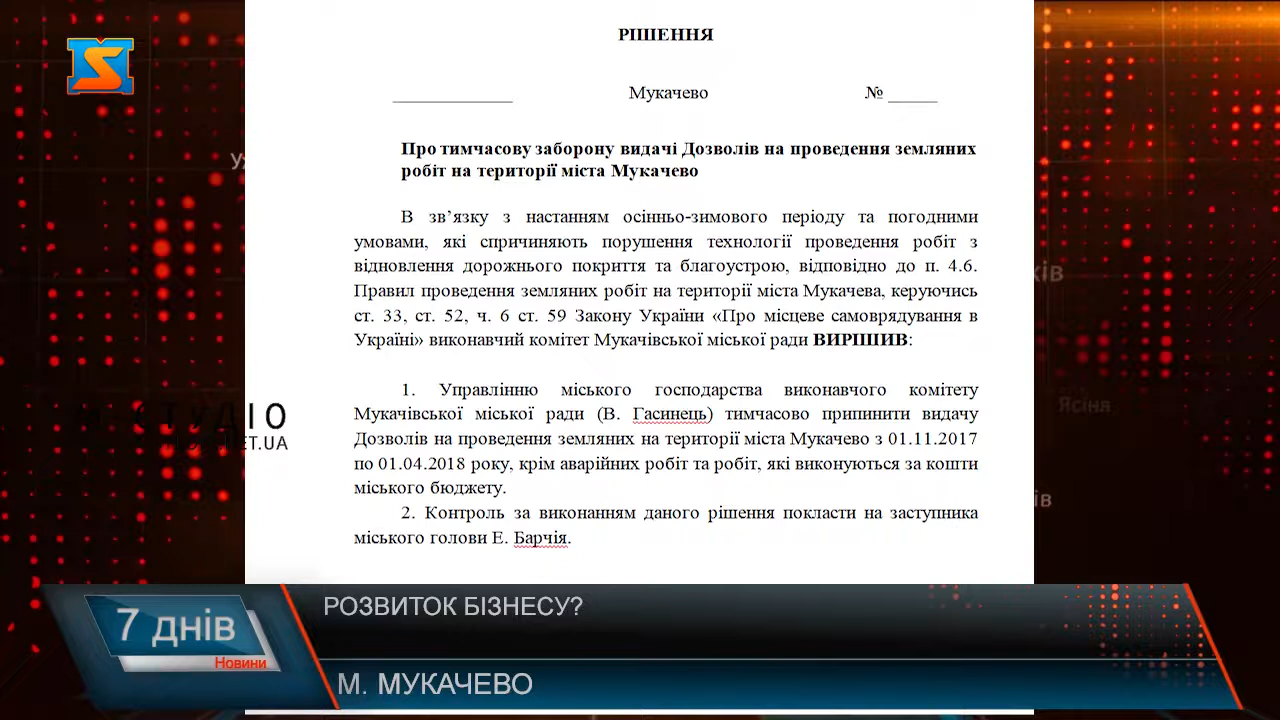 РІШЕННЯ
Мукачево №
Про тимчасову заборону видачі Дозволів на проведення земляних
робіт на території міста Мукачево
В зв’язку з настанням осінньо-зимового періоду та погодними
умовами, які спричиняють порушення технології проведення робіт з
відновлення дорожнього покриття та благоустрою, відповідно до п. 4.6.
Правил проведення земляних робіт на території міста Мукачева, керуючись
ст. 33, ст. 52, ч. 6 ст. 59 Закону України «Про місцеве самоврядування в
Україні» виконавчий комітет Мукачівської міської ради ВИРІШИВ:
1. Управлінню міського господарства виконавчого комітету
Мукачівської міської ради (В. Гасинець) тимчасово припинити видачу
Дозволів на проведення земляних на території міста Мукачево з 01.11.2017
по 01.04.2018 року, крім аварійних робіт та робіт, які виконуються за кошти
міського бюджету.
2. Контроль за виконанням даного рішення покласти на заступника
міського голови Е. Барчія.
Ясіня
СТУДІО
ET.UA
7 днів
Новини
РОЗВИТОК БІЗНЕСУ?
М. МУКАЧЕВО